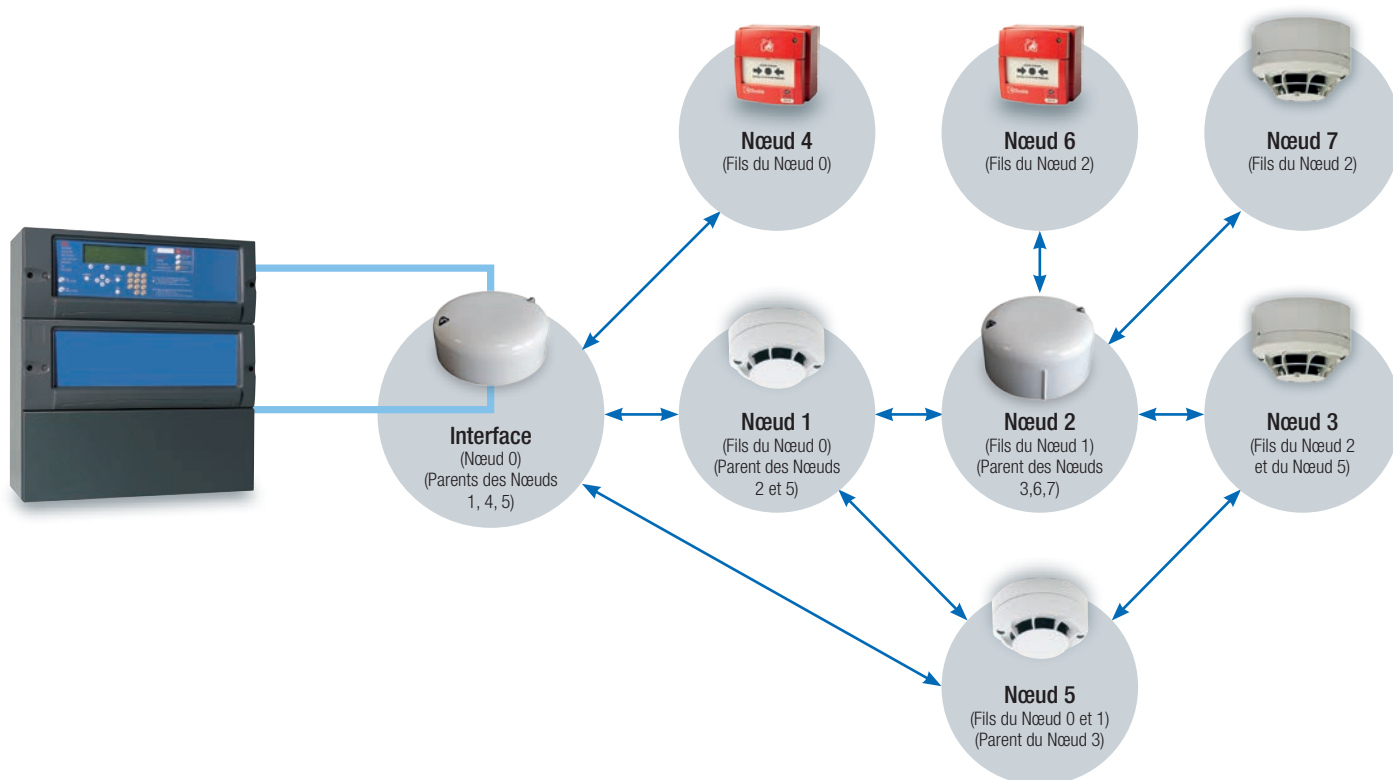 Nœud 4
(Fils du Nœud 0)
Nœud 6
(Fils du Nœud 2)
Nœud 7
(Fils du Nœud 2)
Interface
(Nœud 0)
(Parents des Nœuds
1, 4, 5)
Nœud 1
(Fils du Nœud 0)
(Parent des Nœuds
2 et 5)
Nœud 2
(Fils du Nœud 1)
(Parent des Nœuds
3,6,7)
Nœud 3
(Fils du Nœud 2
et du Nœud 5)
Nœud 5
(Fils du Nœud 0 et 1)
(Parent du Nœud 3)